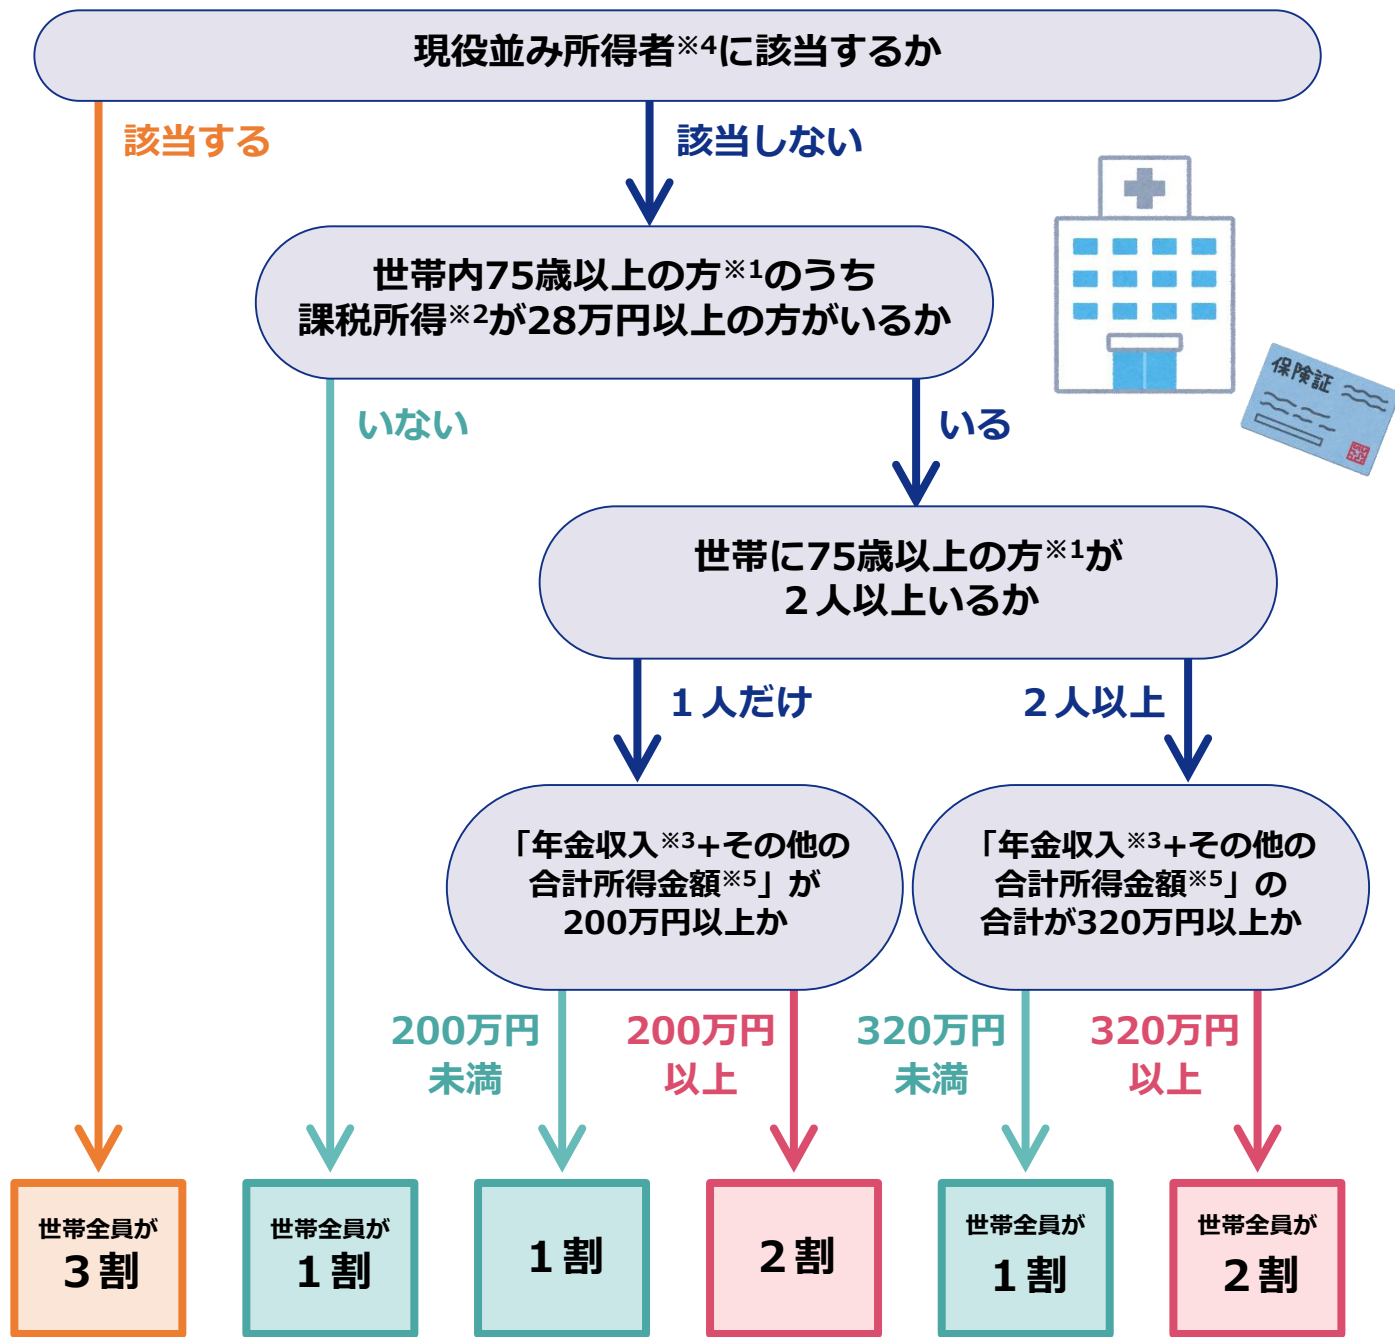 現役並み所得者※4に該当するか
該当する
該当しない
世帯内75歳以上の方※1のうち
課税所得※2が28万円以上の方がいるか
保険証
いない
いる
世帯に75歳以上の方※1が
２人以上いるか
１人だけ
２人以上
「年金収入※3+その他の
合計所得金額※5」が
200万円以上か
「年金収入※3+その他の
合計所得金額※5」の
合計が320万円以上か
200万円
未満
200万円
以上
320万円
未満
320万円
以上
世帯全員が
３割
世帯全員が
１割
１割
２割
世帯全員が
１割
世帯全員が
２割